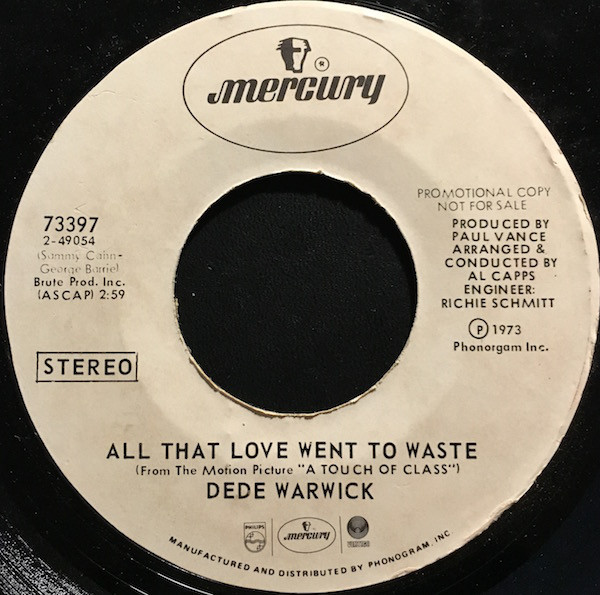 mercury
PROMOTIONAL COPY
NOT FOR SALE
73397
2-49054
(Sammy Cahn-
George Barrie)
Brute Prod. Inc.
(ASCAP) 2:59
PRODUCED BY
PAUL VANCE
ARRANGED &
CONDUCTED BY
AL CAPPS
ENGINEER:
RICHIE SCHMITT
Ⓟ 1973
Phonorgam Inc.
STEREO
ALL THAT LOVE WENT TO WASTE
(From The Motion Picture "A TOUCH OF CLASS")
DEDE WARWICK
PHILIPS
mercury
MANUFACTURED AND DISTRIBUTED BY PHONOGRAM, INC